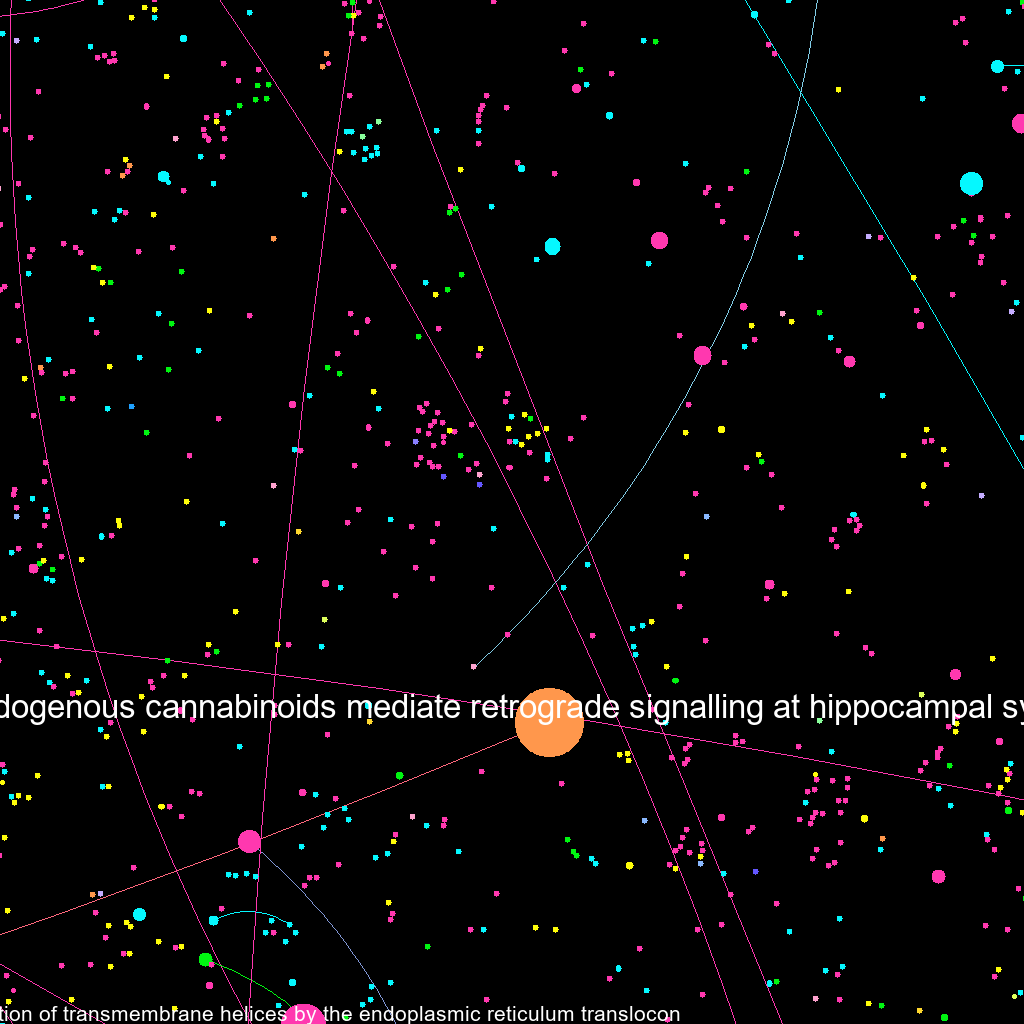 dogenous cannabinoids mediate retrograde signalling at hippocampal sy
tion of transmembrane helices by the endoplasmic reticulum translocon